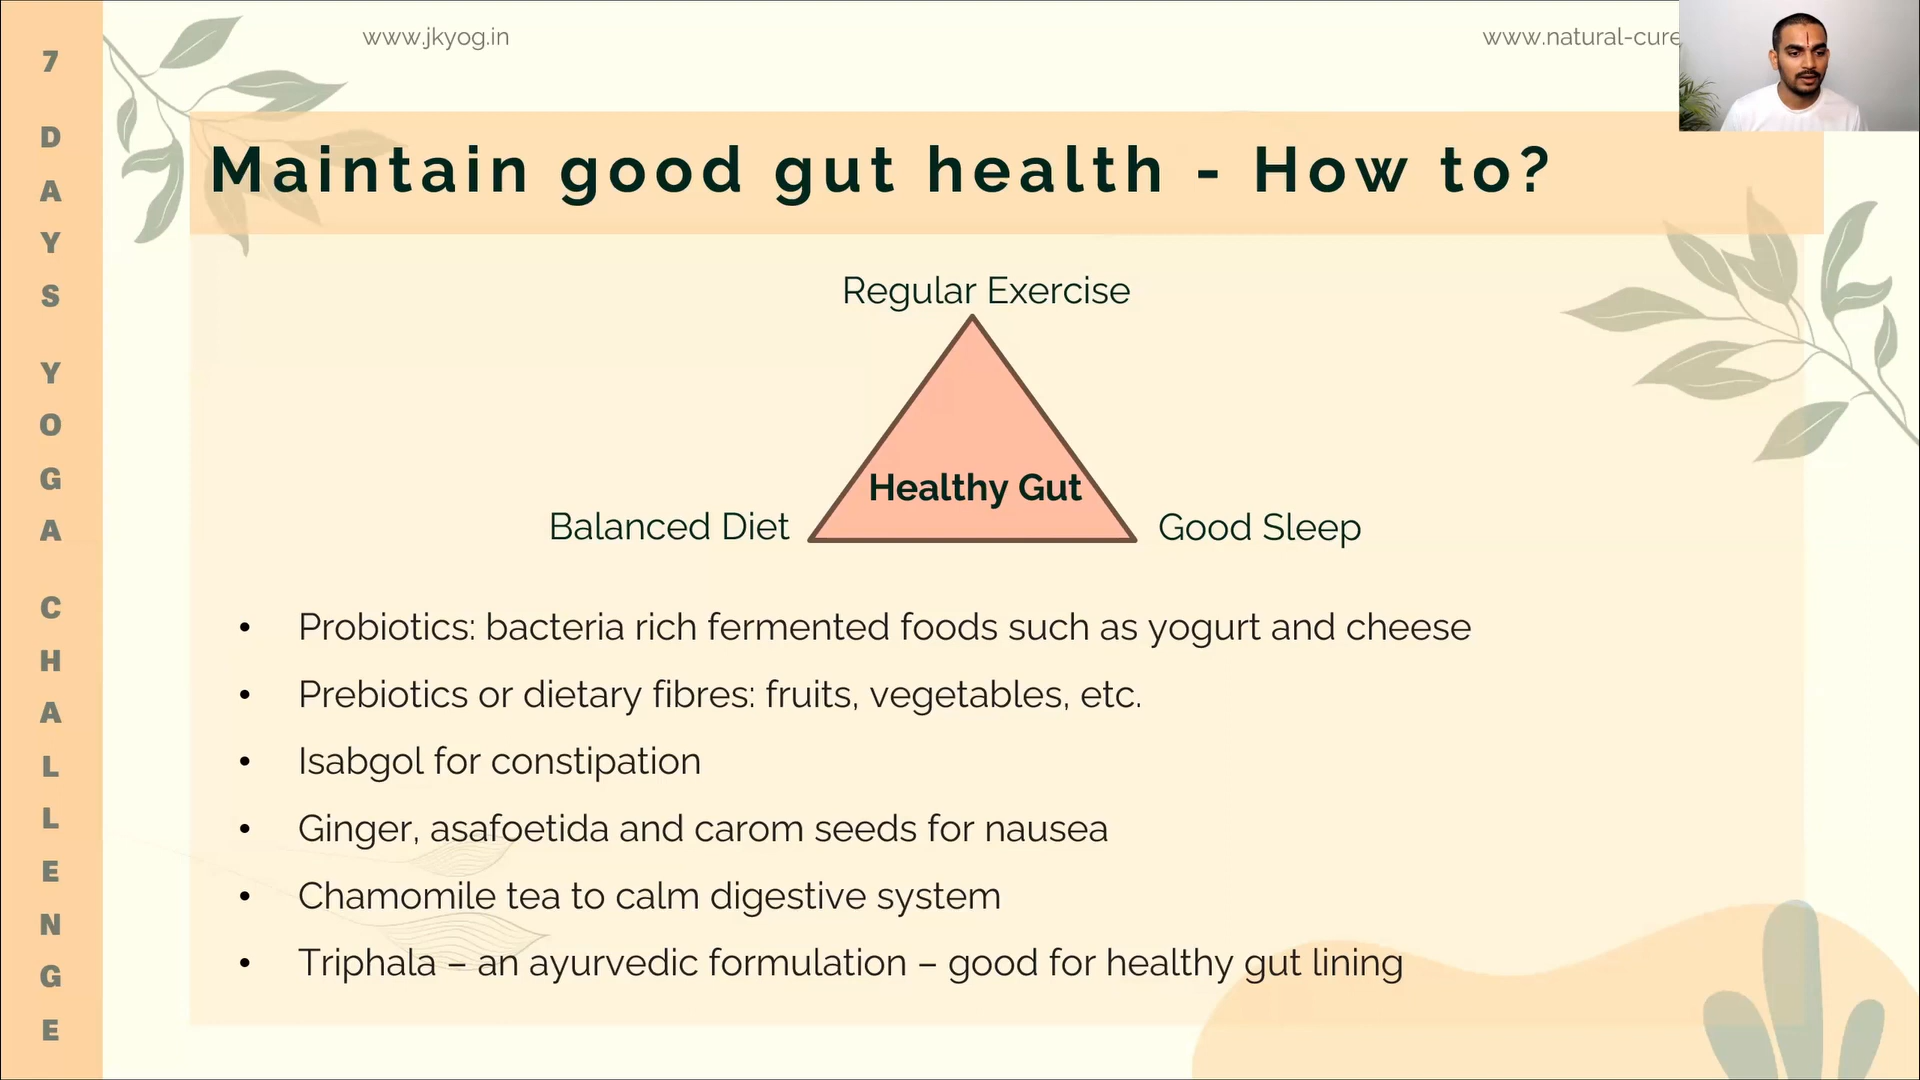 www.jkyog.in
www.natural-cure
7 DAYS YOGA CHALLENGE
Maintain good gut health - How to?
Regular Exercise
Healthy Gut
Balanced Diet
Good Sleep
• Probiotics: bacteria rich fermented foods such as yogurt and cheese
• Prebiotics or dietary fibres: fruits, vegetables, etc.
• Isabgol for constipation
• Ginger, asafoetida and carom seeds for nausea
• Chamomile tea to calm digestive system
• Triphala – an ayurvedic formulation – good for healthy gut lining